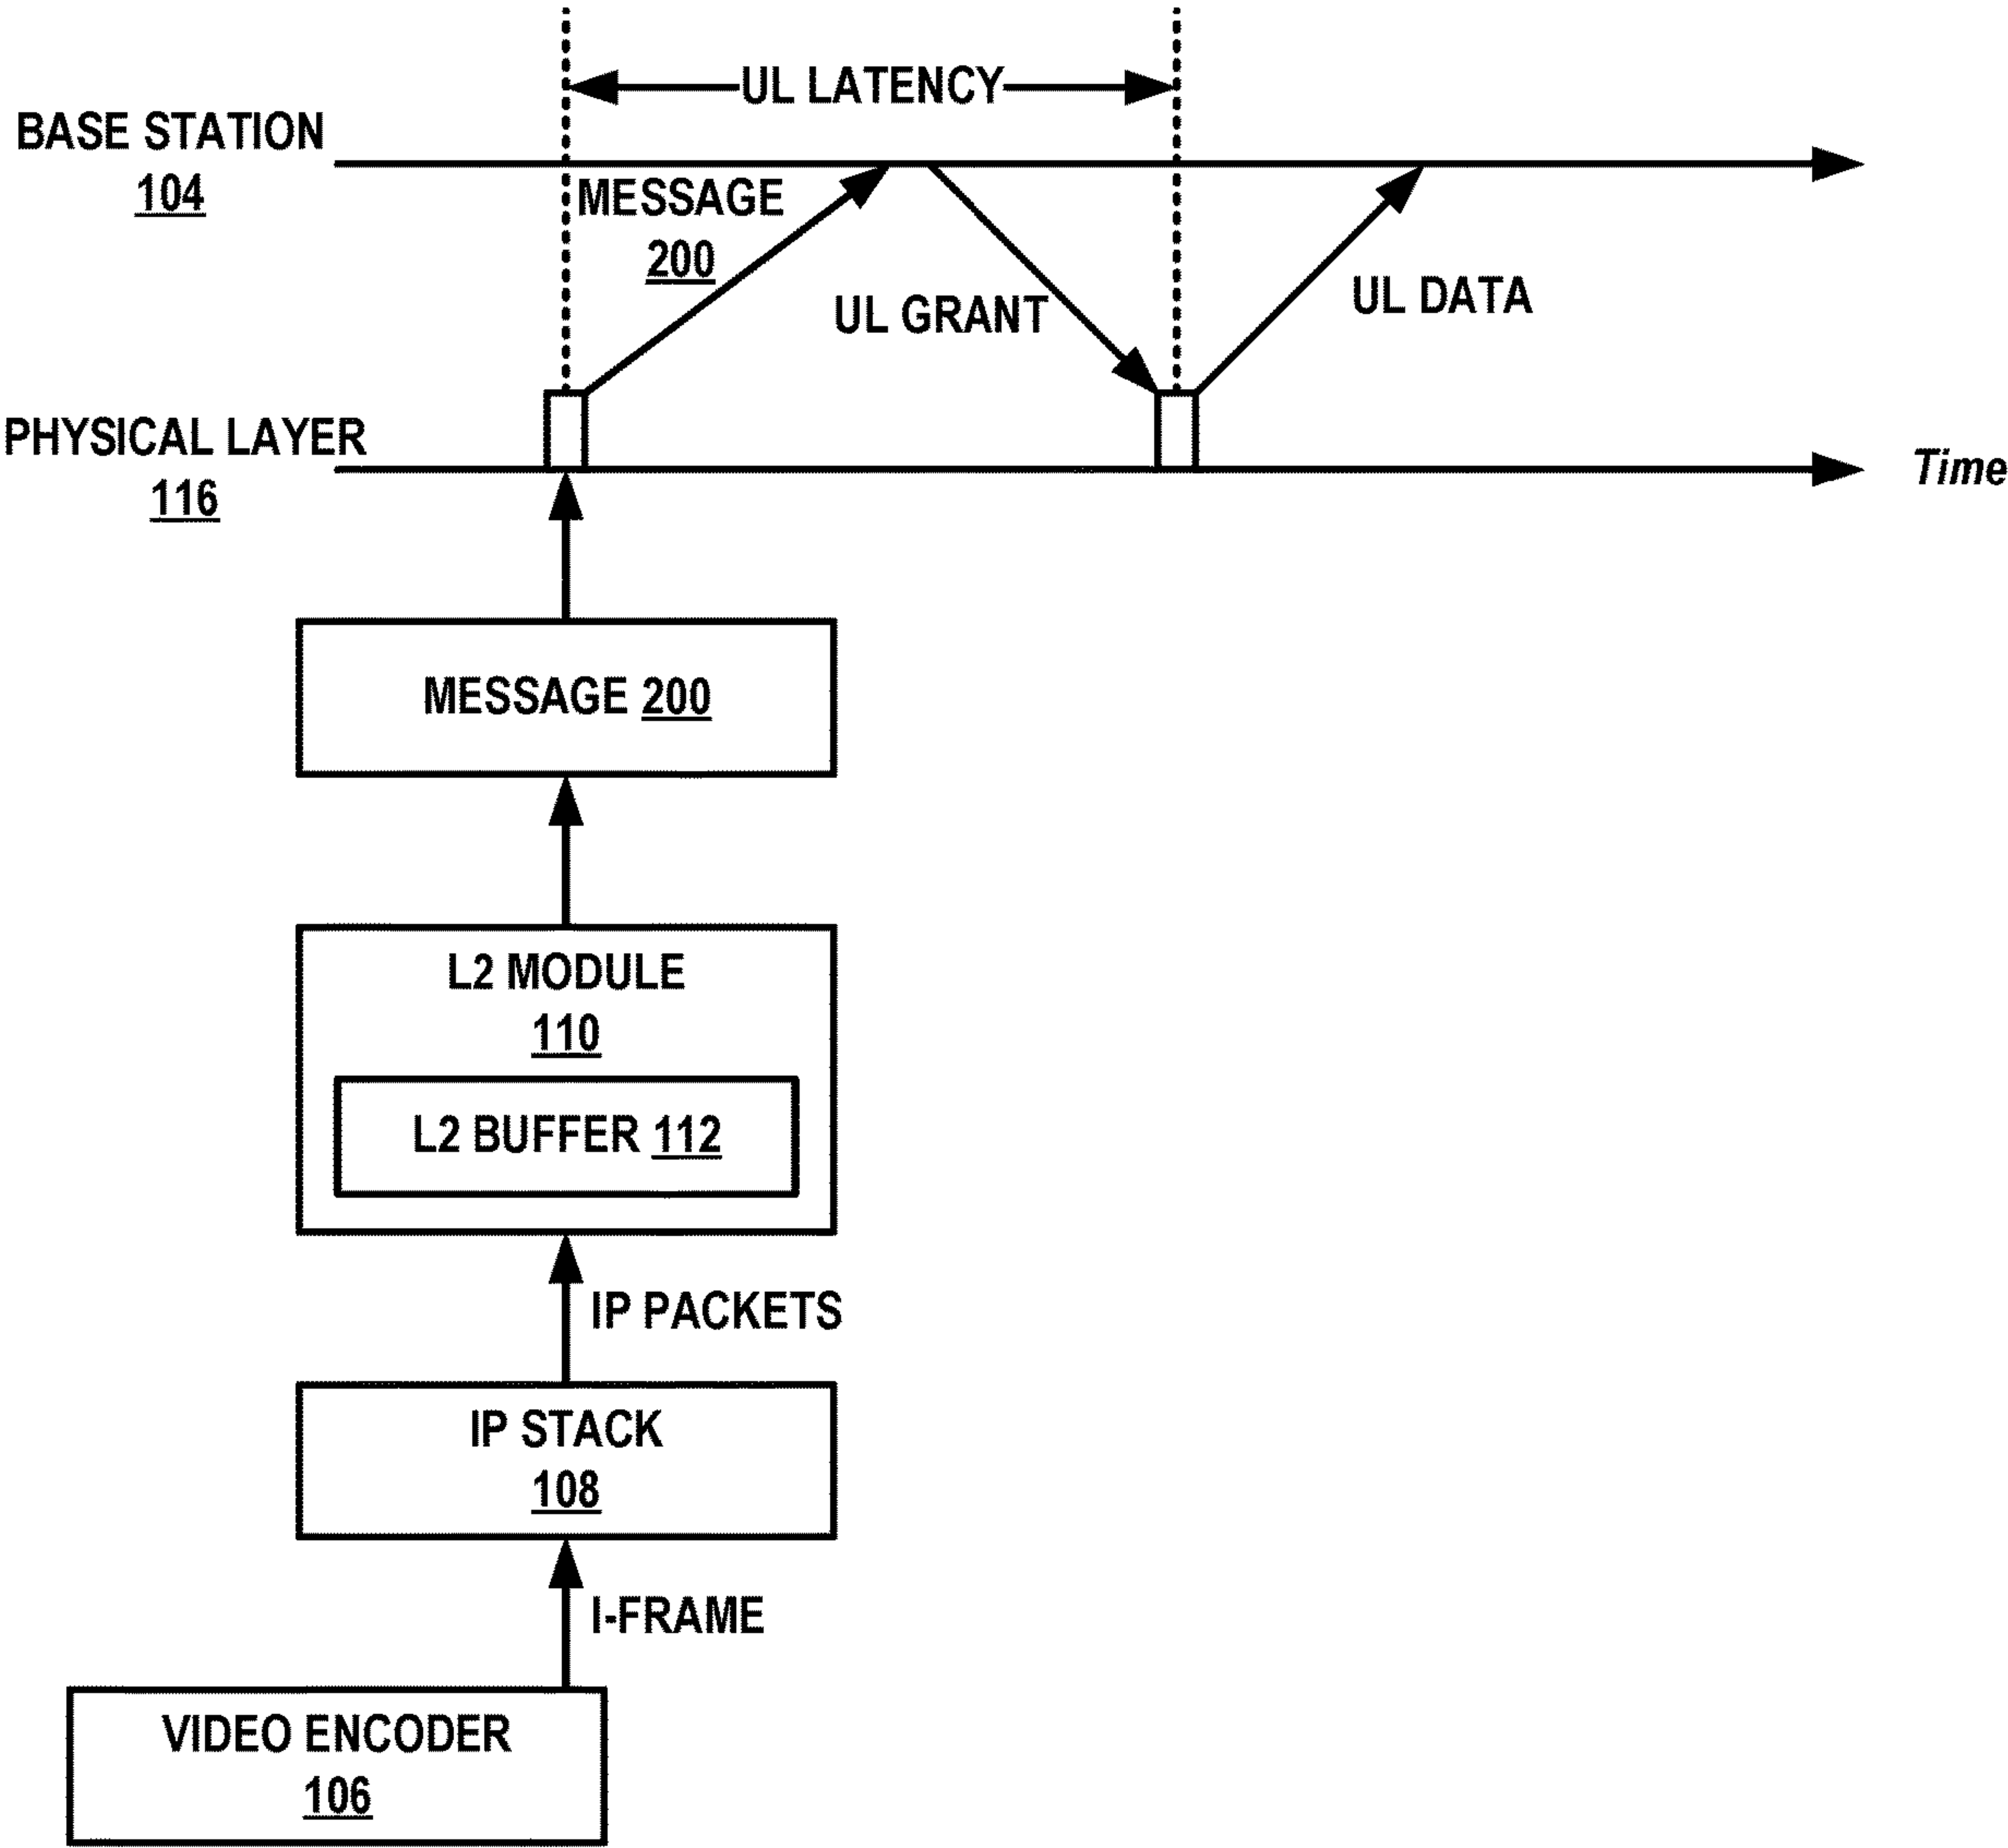 UL LATENCY
BASE STATION
104
MESSAGE
200
UL GRANT
UL DATA
PHYSICAL LAYER
116
Time
MESSAGE 200
L2 MODULE
110
L2 BUFFER 112
IP PACKETS
IP STACK
108
I-FRAME
VIDEO ENCODER
106